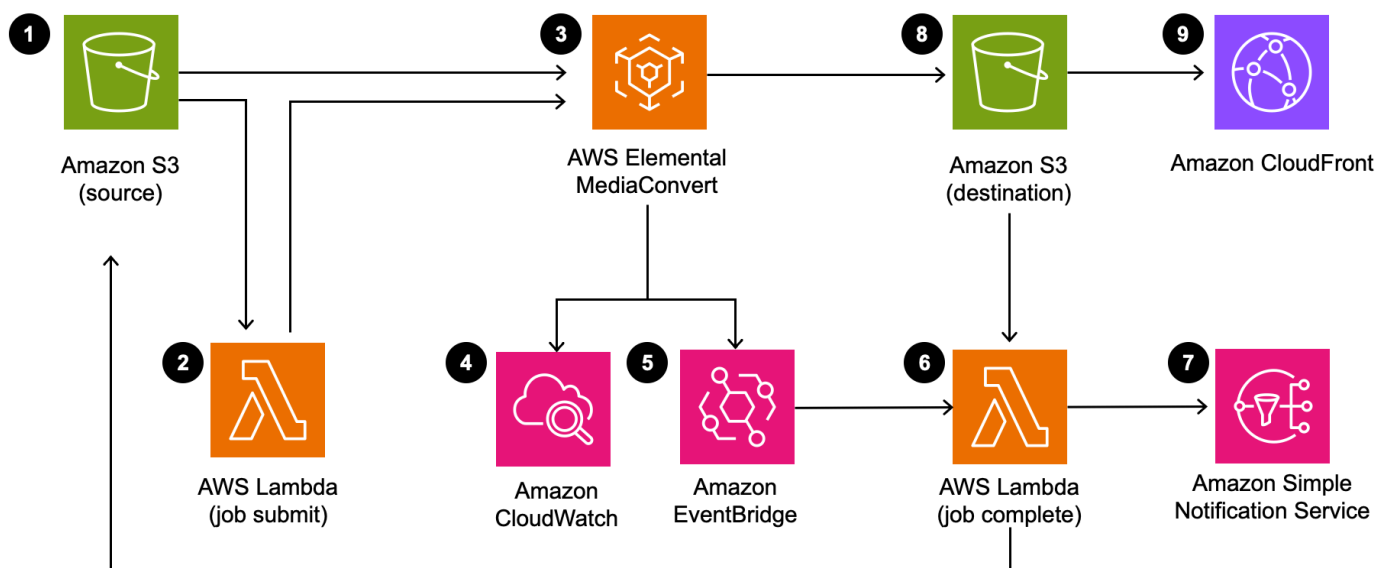 1
Amazon S3
(source)
2
AWS Lambda
(job submit)
3
AWS Elemental
MediaConvert
4
Amazon
CloudWatch
5
Amazon
EventBridge
6
AWS Lambda
(job complete)
7
Amazon Simple
Notification Service
8
Amazon S3
(destination)
9
Amazon CloudFront